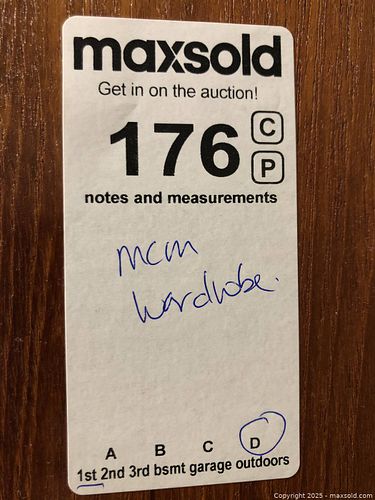 maxsold
Get in on the auction!
176 C
P
notes and measurements
mcm
wardrobe.
A B C D
1st 2nd 3rd bsmt garage outdoors
Copyright 2025 - maxsold.com